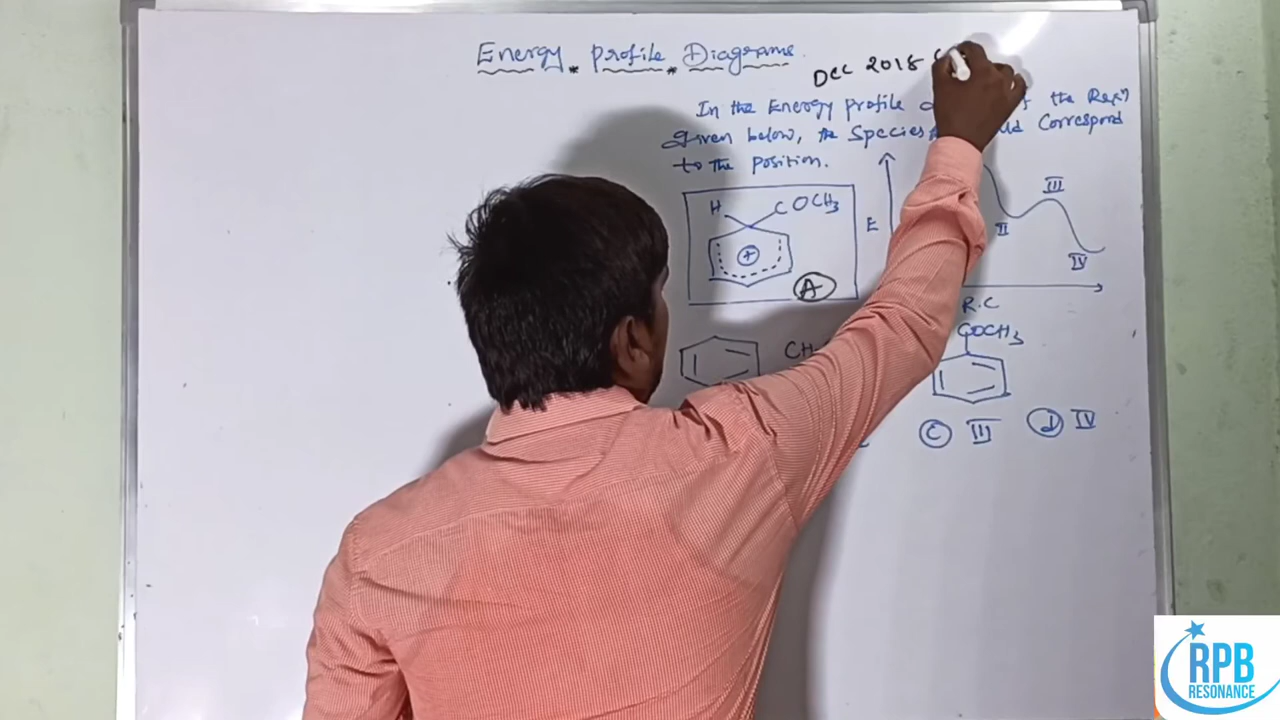 Energy profile Diagrams.
Dec 2018
In the Energy profile the Rexn
given below, the Species Correspond
to the position.
H COCH3
+
A
E
II
III
IV
R.C
CH
COCH3
C III D IV
RPB
RESONANCE